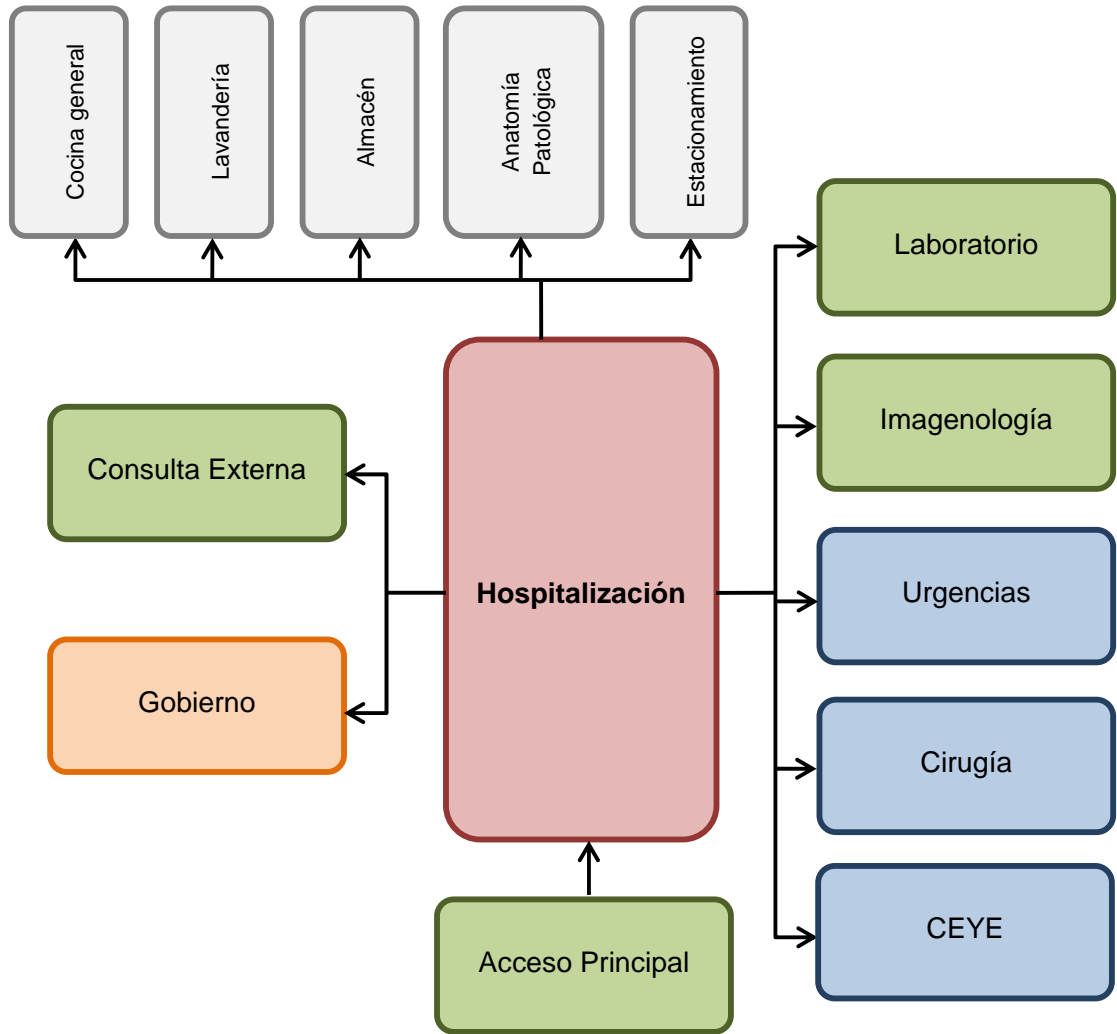 Cocina general
Lavandería
Almacén
Anatomía
Patológica
Estacionamiento
Laboratorio
Imagenología
Consulta Externa
Urgencias
Hospitalización
Gobierno
Cirugía
CEYE
Acceso Principal